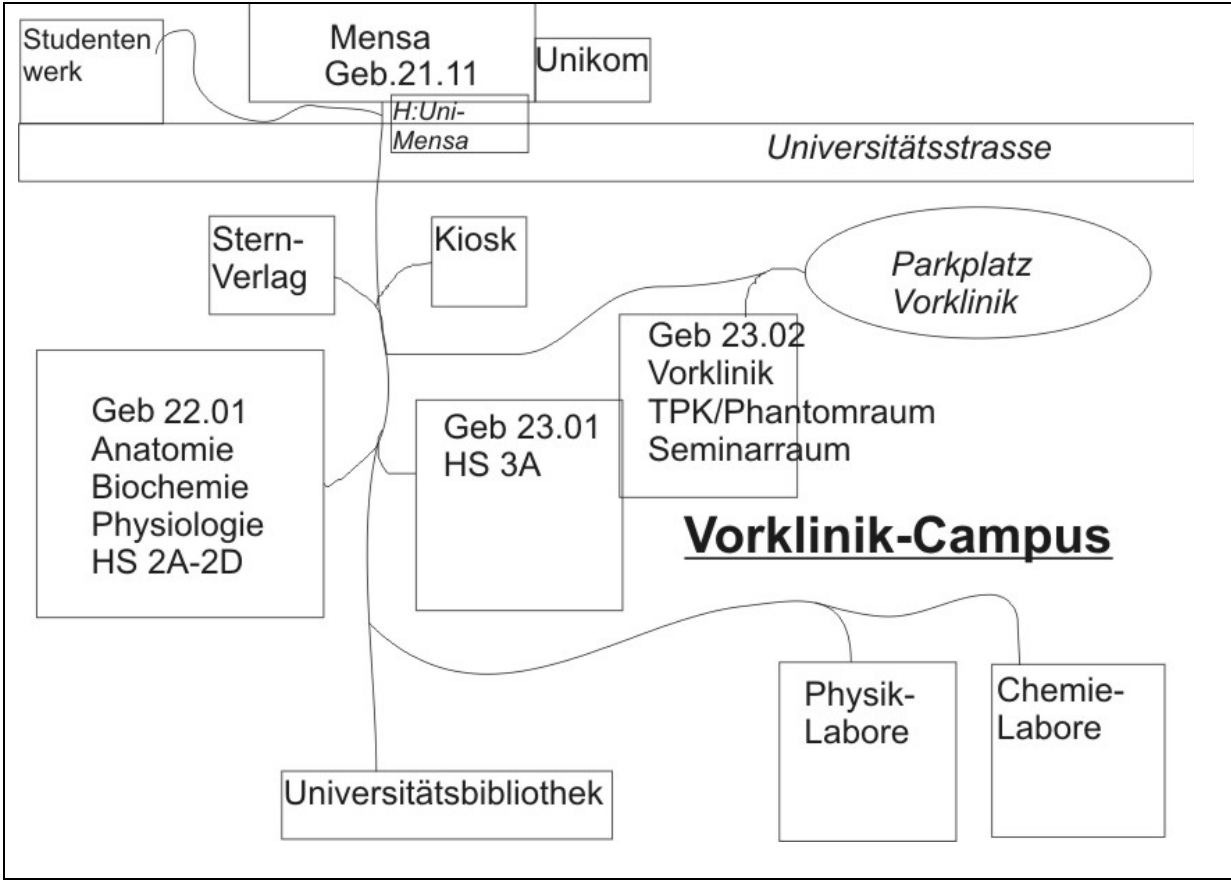 Studenten
werk
Mensa
Geb.21.11
Unikom
H:Uni-
Mensa
Universitätsstrasse
Stern-
Verlag
Kiosk
Parkplatz
Vorklinik
Geb 23.02
Vorklinik
TPK/Phantomraum
Seminarraum
Geb 22.01
Anatomie
Biochemie
Physiologie
HS 2A-2D
Geb 23.01
HS 3A
Vorklinik-Campus
Physik-
Labore
Chemie-
Labore
Universitätsbibliothek